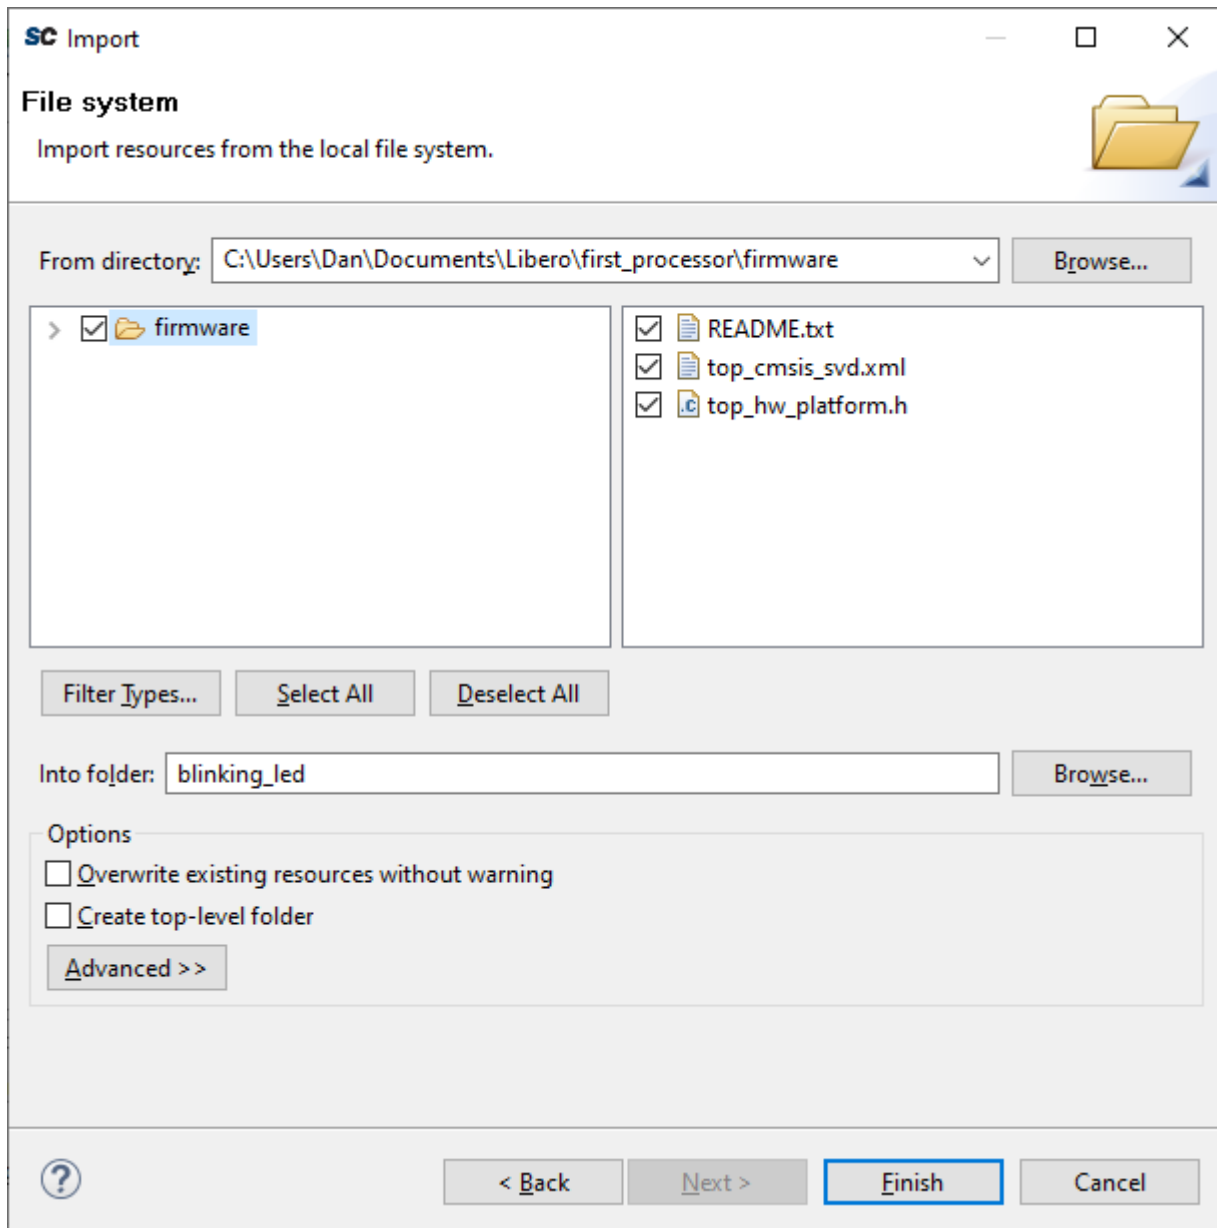 SC Import
File system
Import resources from the local file system.
From directory: C:\Users\Dan\Documents\Libero\first_processor\firmware Browse...
firmware
README.txt
top_cmsis_svd.xml
top_hw_platform.h
Filter Types... Select All Deselect All
Into folder: blinking_led Browse...
Options
Overwrite existing resources without warning
Create top-level folder
Advanced >>
? < Back Next > Finish Cancel